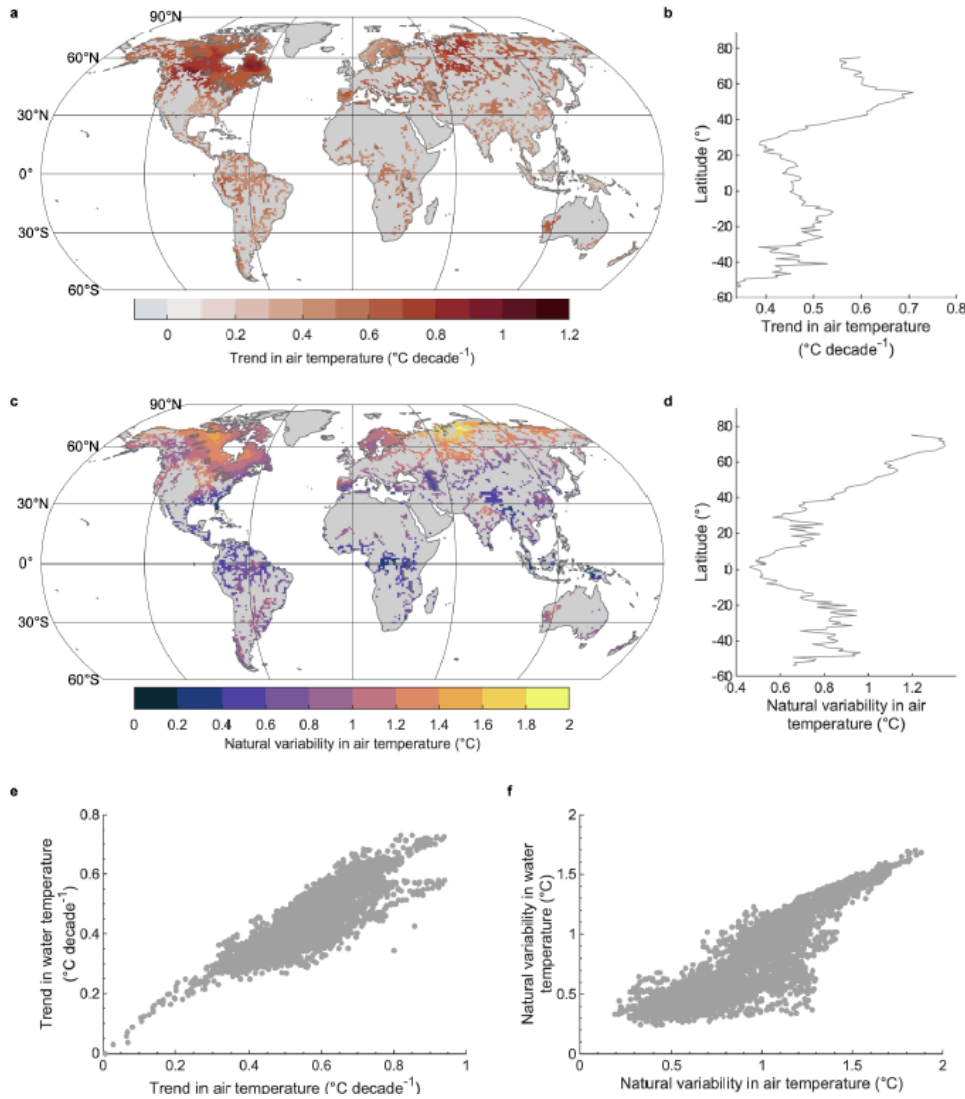 a
90°N
60°N
30°N
0°
30°S
60°S
0 0.2 0.4 0.6 0.8 1 1.2
Trend in air temperature (°C decade⁻¹)
b
80
60
40
20
0
-20
-40
-60
Latitude (°)
0.4 0.5 0.6 0.7 0.8
Trend in air temperature
(°C decade⁻¹)
c
90°N
60°N
30°N
0°
30°S
60°S
0 0.2 0.4 0.6 0.8 1 1.2 1.4 1.6 1.8 2
Natural variability in air temperature (°C)
d
80
60
40
20
0
-20
-40
-60
Latitude (°)
0.4 0.6 0.8 1 1.2
Natural variability in air
temperature (°C)
e
Trend in water temperature
(°C decade⁻¹)
0.8
0.6
0.4
0.2
0
0 0.2 0.4 0.6 0.8 1
Trend in air temperature (°C decade⁻¹)
f
Natural variability in water
temperature (°C)
2
1.5
1
0.5
0
0 0.5 1 1.5 2
Natural variability in air temperature (°C)